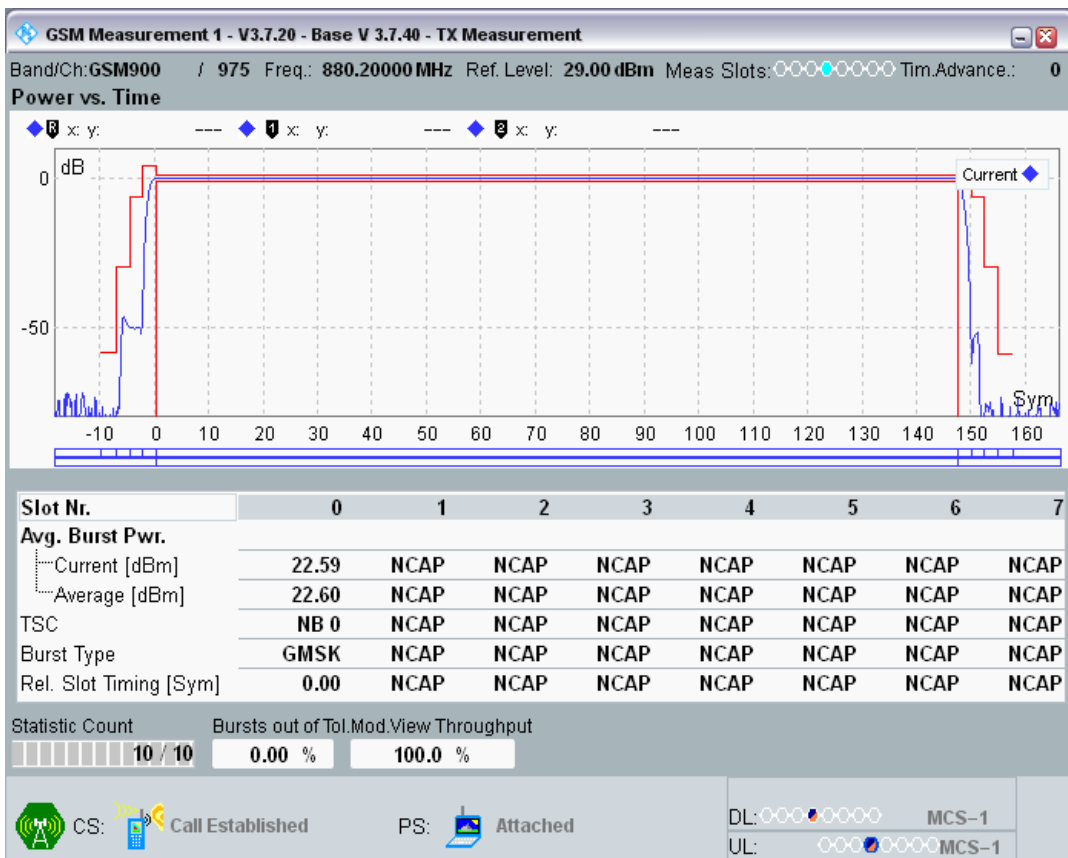 GSM Measurement 1 - V3.7.20 - Base V 3.7.40 - TX Measurement
Band/Ch:GSM900 / 975 Freq.: 880.20000 MHz Ref. Level: 29.00 dBm Meas Slots: Tim.Advance.: 0
Power vs. Time
R x: y: --- 1 x: y: --- 2 x: y: ---
dB
Current
0
-50
Sym
-10 0 10 20 30 40 50 60 70 80 90 100 110 120 130 140 150 160
Slot Nr. 0 1 2 3 4 5 6 7
Avg. Burst Pwr.
Current [dBm] 22.59 NCAP NCAP NCAP NCAP NCAP NCAP NCAP
Average [dBm] 22.60 NCAP NCAP NCAP NCAP NCAP NCAP NCAP
TSC NB 0 NCAP NCAP NCAP NCAP NCAP NCAP NCAP
Burst Type GMSK NCAP NCAP NCAP NCAP NCAP NCAP NCAP
Rel. Slot Timing [Sym] 0.00 NCAP NCAP NCAP NCAP NCAP NCAP NCAP
Statistic Count Bursts out of Tol.Mod.View Throughput
10 / 10 0.00 % 100.0 %
CS: Call Established PS: Attached
DL: MCS-1
UL: MCS-1